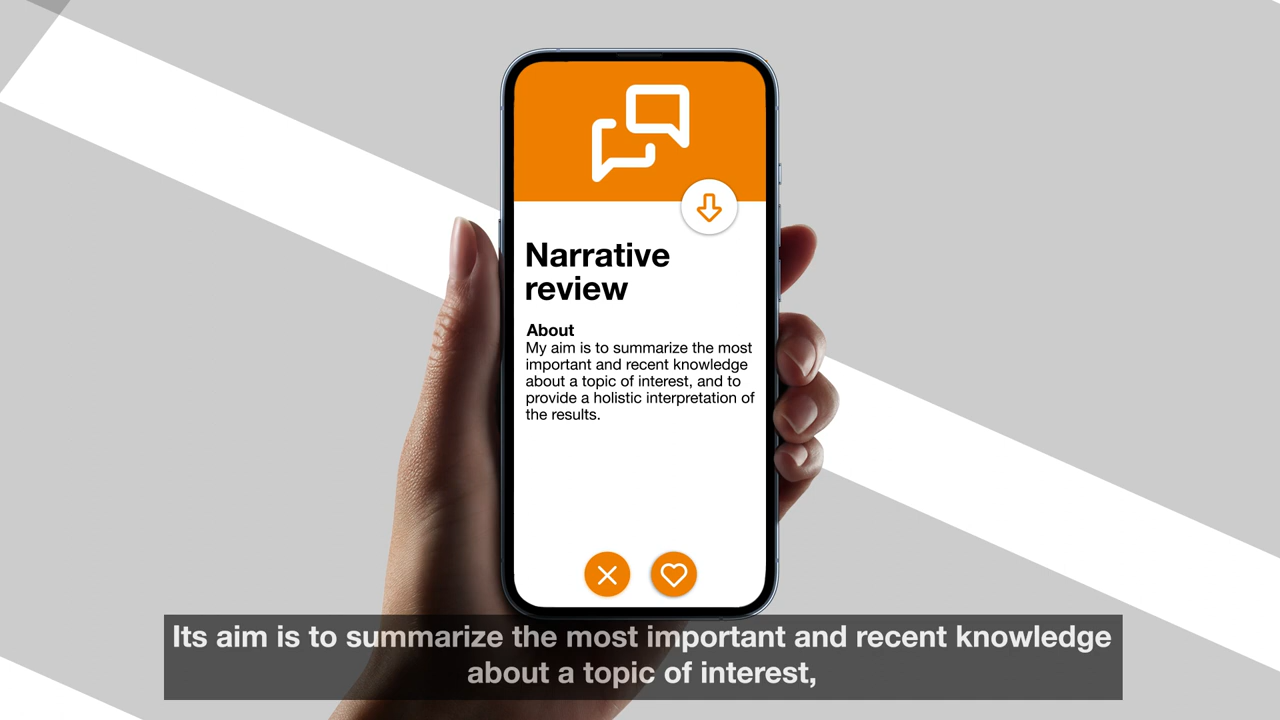 Narrative
review
About
My aim is to summarize the most
important and recent knowledge
about a topic of interest, and to
provide a holistic interpretation of
the results.
Its aim is to summarize the most important and recent knowledge
about a topic of interest,